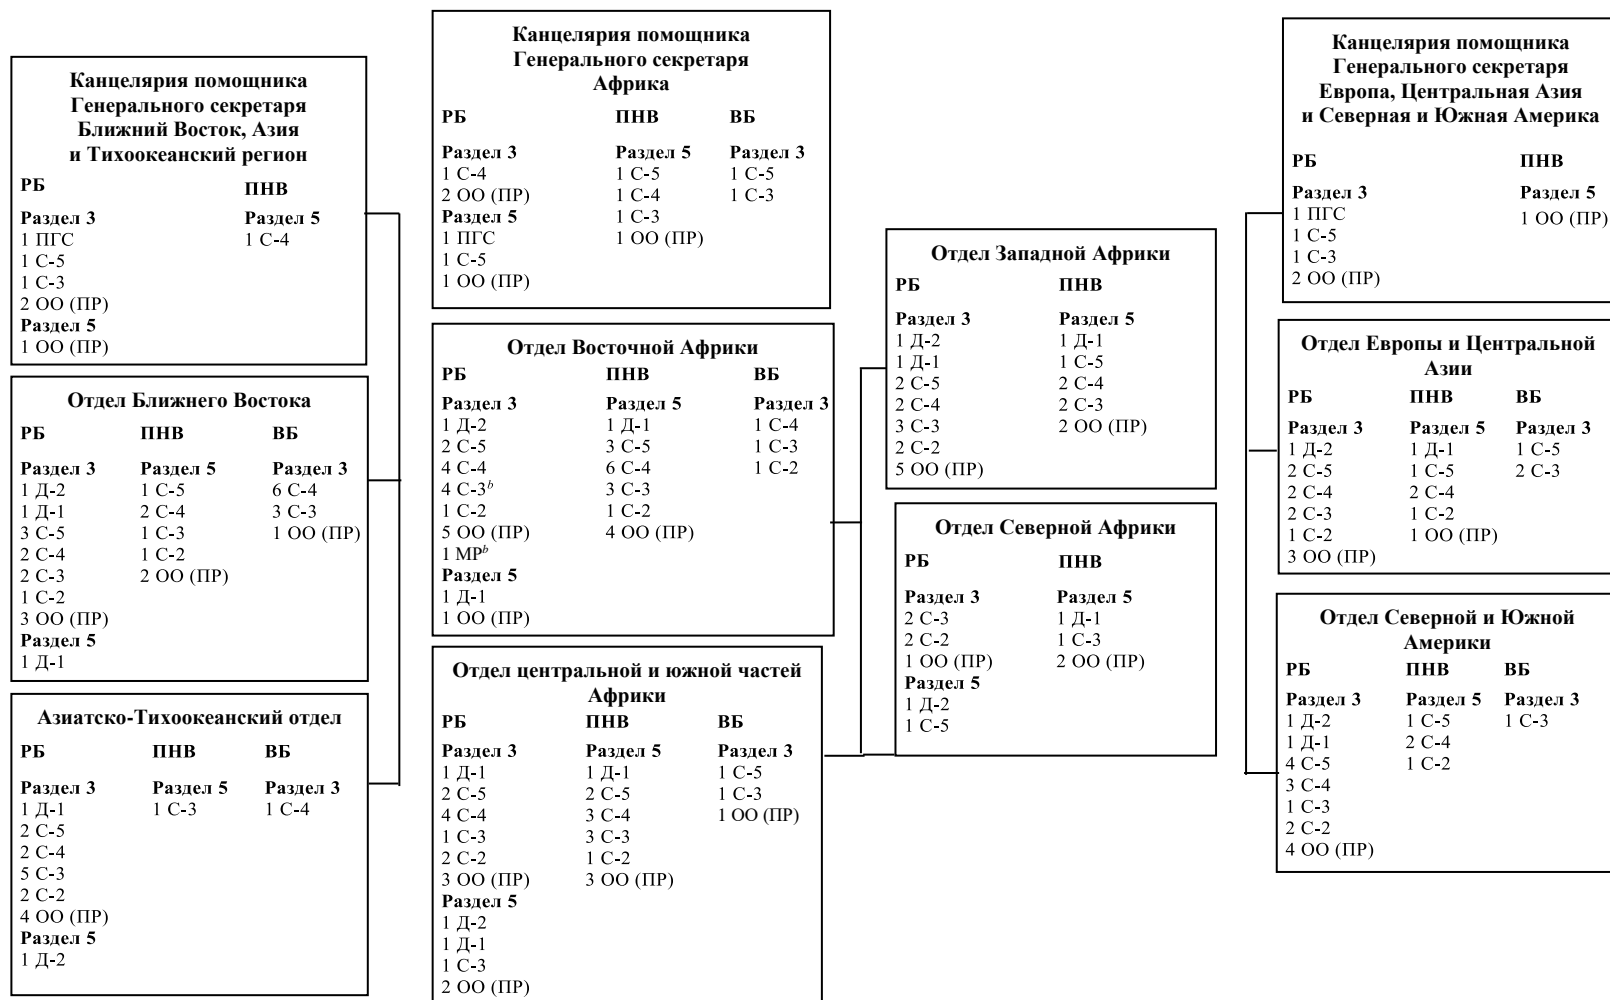 Канцелярия помощника
Генерального секретаря
Ближний Восток, Азия
и Тихоокеанский регион
РБ ПНВ
Раздел 3 Раздел 5
1 ПГС 1 С-4
1 С-5
1 С-3
2 ОО (ПР)
Раздел 5
1 ОО (ПР)
Отдел Ближнего Востока
РБ ПНВ ВБ
Раздел 3 Раздел 5 Раздел 3
1 Д-2 1 С-5 6 С-4
1 Д-1 2 С-4 3 С-3
3 С-5 1 С-3 1 ОО (ПР)
2 С-4 1 С-2
2 С-3 2 ОО (ПР)
1 С-2
3 ОО (ПР)
Раздел 5
1 Д-1
Азиатско-Тихоокеанский отдел
РБ ПНВ ВБ
Раздел 3 Раздел 5 Раздел 3
1 Д-1 1 С-3 1 С-4
2 С-5
2 С-4
5 С-3
2 С-2
4 ОО (ПР)
Раздел 5
1 Д-2
Канцелярия помощника
Генерального секретаря
Африка
РБ ПНВ ВБ
Раздел 3 Раздел 5 Раздел 3
1 С-4 1 С-5 1 С-5
2 ОО (ПР) 1 С-4 1 С-3
Раздел 5 1 С-3
1 ПГС 1 ОО (ПР)
1 С-5
1 ОО (ПР)
Отдел Восточной Африки
РБ ПНВ ВБ
Раздел 3 Раздел 5 Раздел 3
1 Д-2 1 Д-1 1 С-4
2 С-5 3 С-5 1 С-3
4 С-4 6 С-4 1 С-2
4 С-3b 3 С-3
1 С-2 1 С-2
5 ОО (ПР) 4 ОО (ПР)
1 МРb
Раздел 5
1 Д-1
1 ОО (ПР)
Отдел центральной и южной частей
Африки
РБ ПНВ ВБ
Раздел 3 Раздел 5 Раздел 3
1 Д-1 1 Д-1 1 С-5
2 С-5 2 С-5 1 С-3
4 С-4 3 С-4 1 ОО (ПР)
1 С-3 3 С-3
2 С-2 1 С-2
3 ОО (ПР) 3 ОО (ПР)
Раздел 5
1 Д-2
1 Д-1
1 С-3
2 ОО (ПР)
Отдел Западной Африки
РБ ПНВ
Раздел 3 Раздел 5
1 Д-2 1 Д-1
1 Д-1 1 С-5
2 С-5 2 С-4
2 С-4 2 С-3
3 С-3 2 ОО (ПР)
2 С-2
5 ОО (ПР)
Отдел Северной Африки
РБ ПНВ
Раздел 3 Раздел 5
2 С-3 1 Д-1
2 С-2 1 С-3
1 ОО (ПР) 2 ОО (ПР)
Раздел 5
1 Д-2
1 С-5
Канцелярия помощника
Генерального секретаря
Европа, Центральная Азия
и Северная и Южная Америка
РБ ПНВ
Раздел 3 Раздел 5
1 ПГС 1 ОО (ПР)
1 С-5
1 С-3
2 ОО (ПР)
Отдел Европы и Центральной
Азии
РБ ПНВ ВБ
Раздел 3 Раздел 5 Раздел 3
1 Д-2 1 Д-1 1 С-5
2 С-5 1 С-5 2 С-3
2 С-4 2 С-4
2 С-3 1 С-2
1 С-2 1 ОО (ПР)
3 ОО (ПР)
Отдел Северной и Южной
Америки
РБ ПНВ ВБ
Раздел 3 Раздел 5 Раздел 3
1 Д-2 1 С-5 1 С-3
1 Д-1 2 С-4
4 С-5 1 С-2
3 С-4
1 С-3
2 С-2
4 ОО (ПР)